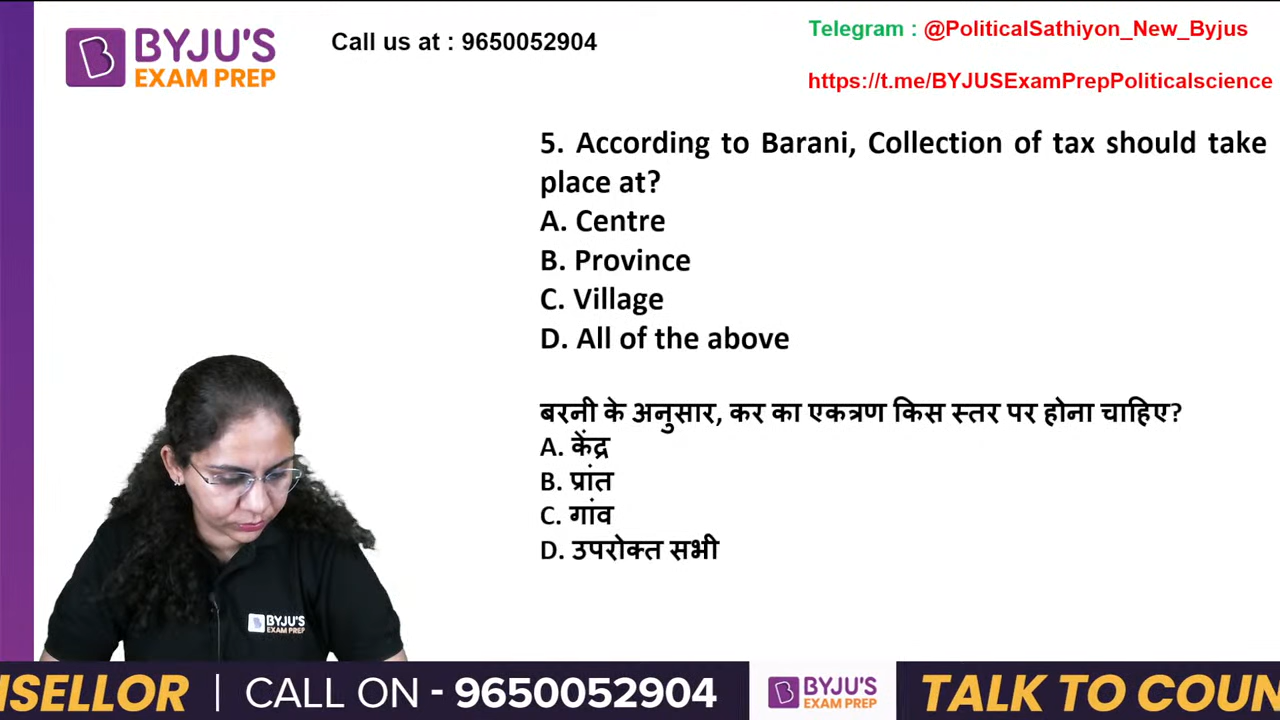 BYJU'S
EXAM PREP
Call us at : 9650052904
Telegram : @PoliticalSathiyon_New_Byjus
https://t.me/BYJUSExamPrepPoliticalscience
5. According to Barani, Collection of tax should take
place at?
A. Centre
B. Province
C. Village
D. All of the above
बरनी के अनुसार, कर का एकत्रण किस स्तर पर होना चाहिए?
A. केंद्र
B. प्रांत
C. गांव
D. उपरोक्त सभी
BYJU'S
EXAM PREP
NSELLOR | CALL ON - 9650052904
BYJU'S
EXAM PREP
TALK TO COUN